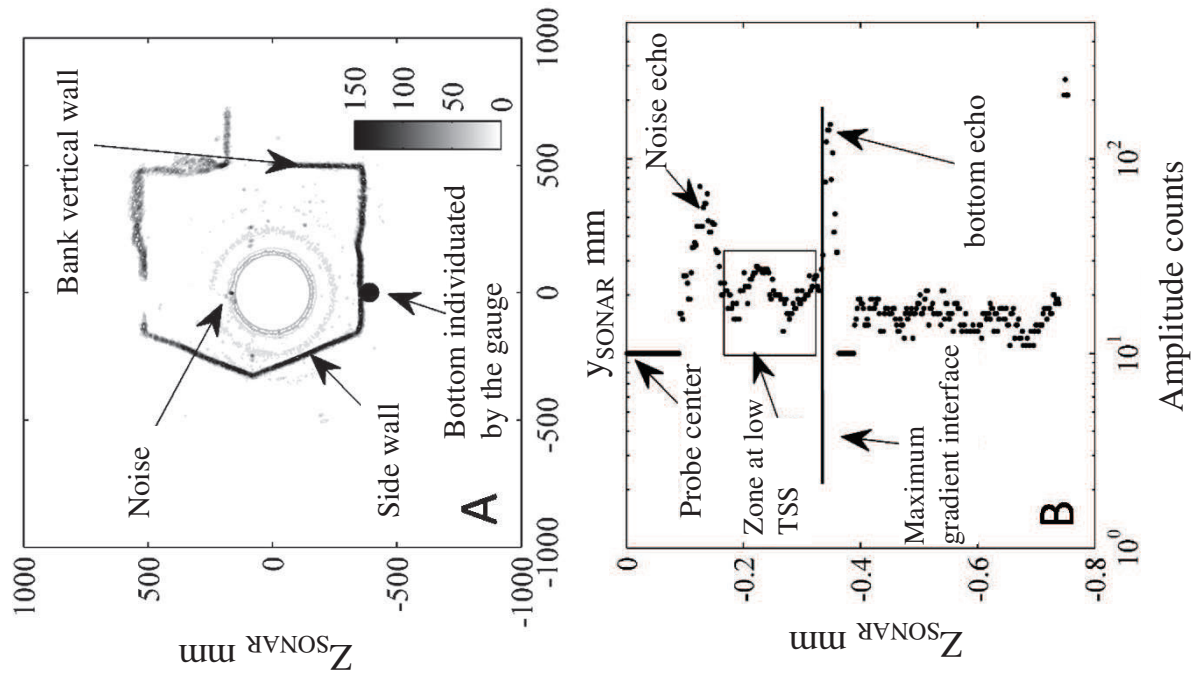 1000
500
0
-500
-1000
Z_SONAR mm
-1000
-500
0
500
1000
y_SONAR mm
A
Noise
Bank vertical wall
Side wall
Bottom individuated
by the gauge
150
100
50
0
0
-0.2
-0.4
-0.6
-0.8
Z_SONAR mm
10^0
10^1
10^2
Amplitude counts
B
Probe center
Noise echo
Zone at low
TSS
Maximum
gradient interface
bottom echo